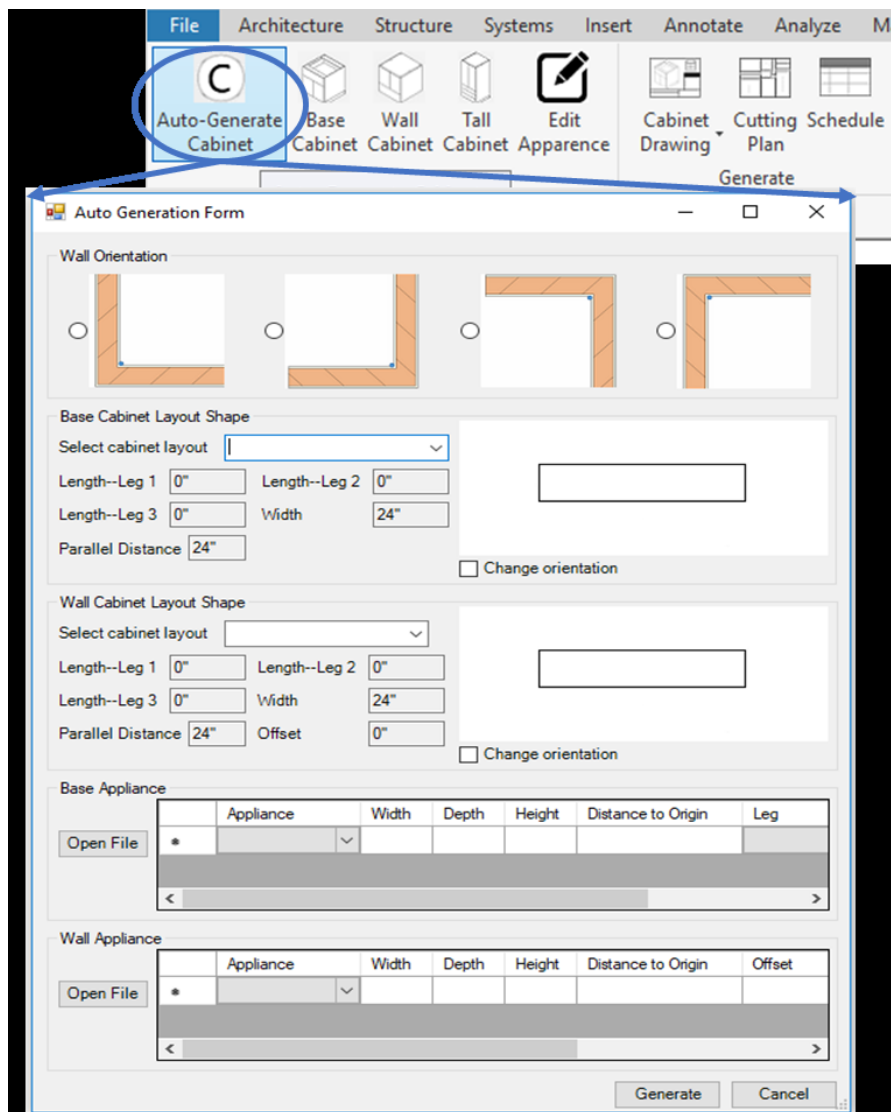 File Architecture Structure Systems Insert Annotate Analyze M
C
Auto-Generate Cabinet
Base Cabinet
Wall Cabinet
Tall Cabinet
Edit Apparence
Cabinet Drawing
Cutting Plan
Schedule
Generate
Auto Generation Form
Wall Orientation
Base Cabinet Layout Shape
Select cabinet layout
Length--Leg 1 0" Length--Leg 2 0"
Length--Leg 3 0" Width 24"
Parallel Distance 24"
Change orientation
Wall Cabinet Layout Shape
Select cabinet layout
Length--Leg 1 0" Length--Leg 2 0"
Length--Leg 3 0" Width 24"
Parallel Distance 24" Offset 0"
Change orientation
Base Appliance
Appliance Width Depth Height Distance to Origin Leg
Open File *
Wall Appliance
Appliance Width Depth Height Distance to Origin Offset
Open File *
Generate Cancel